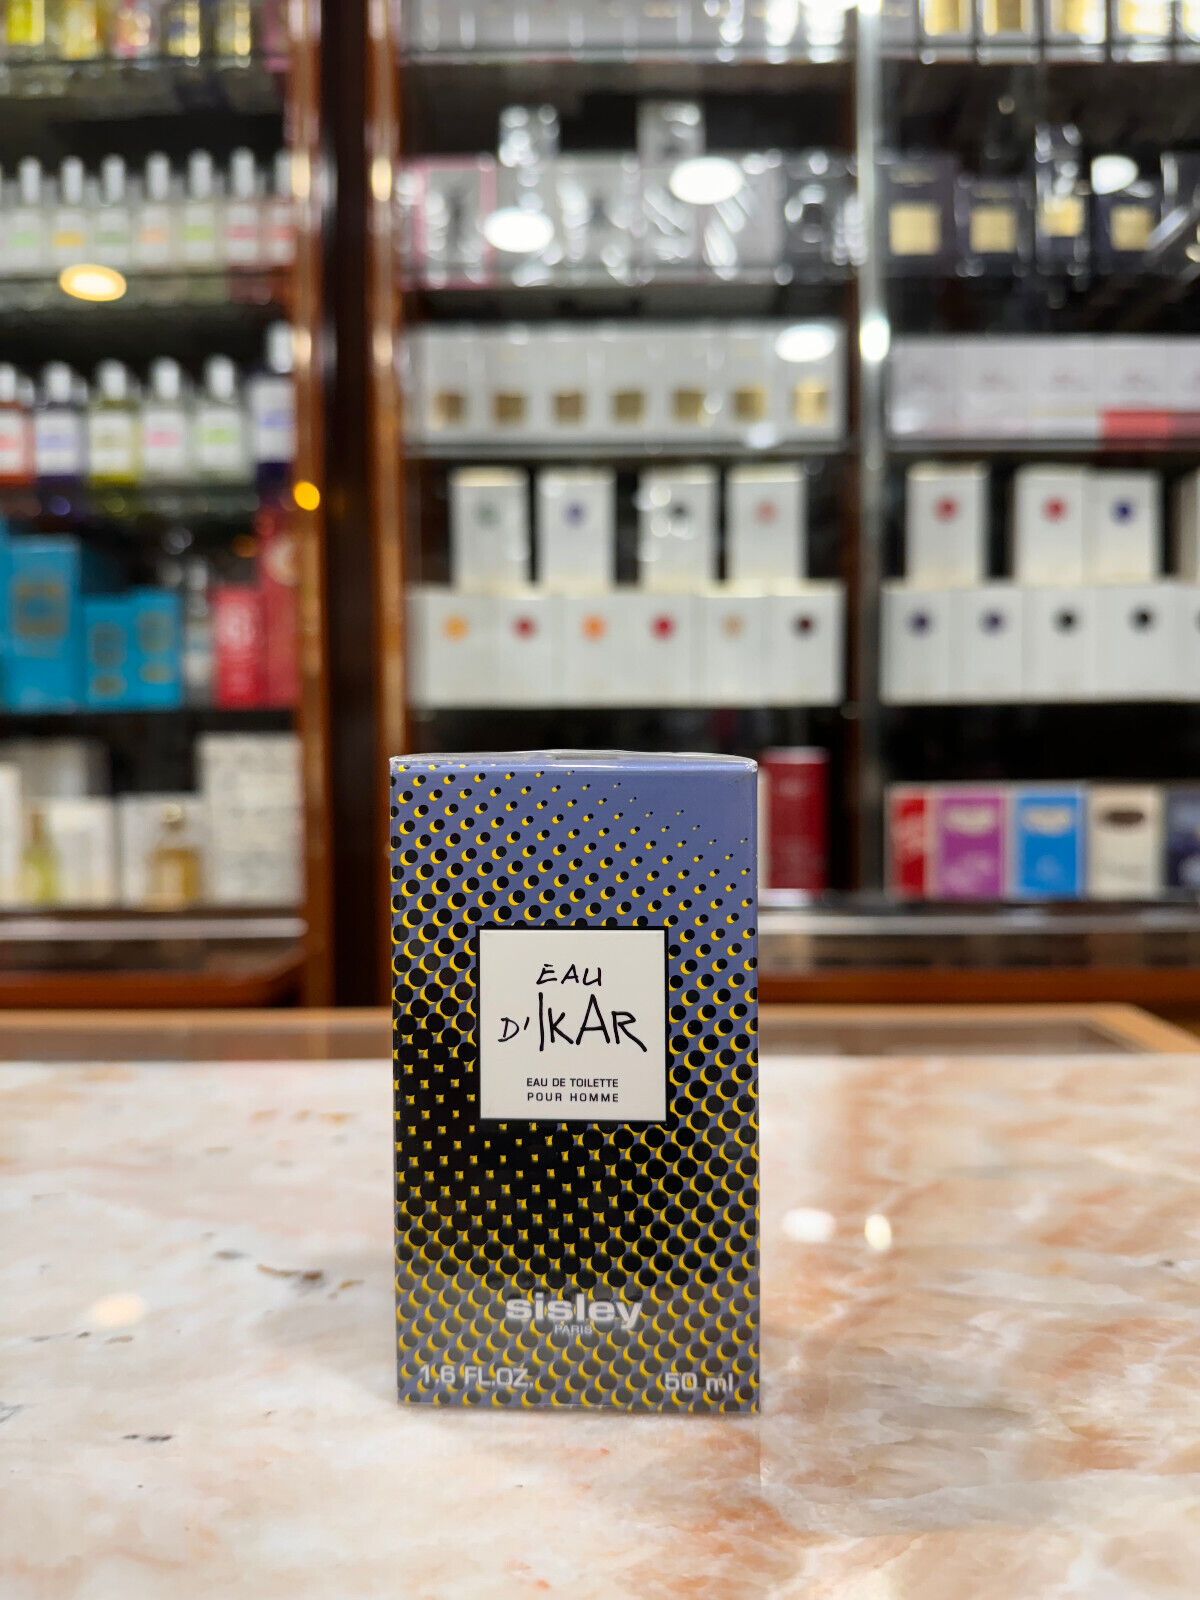 EAU
D'IKAR
EAU DE TOILETTE
POUR HOMME
sisley
PARIS
1.6 FL.OZ. 50 ml